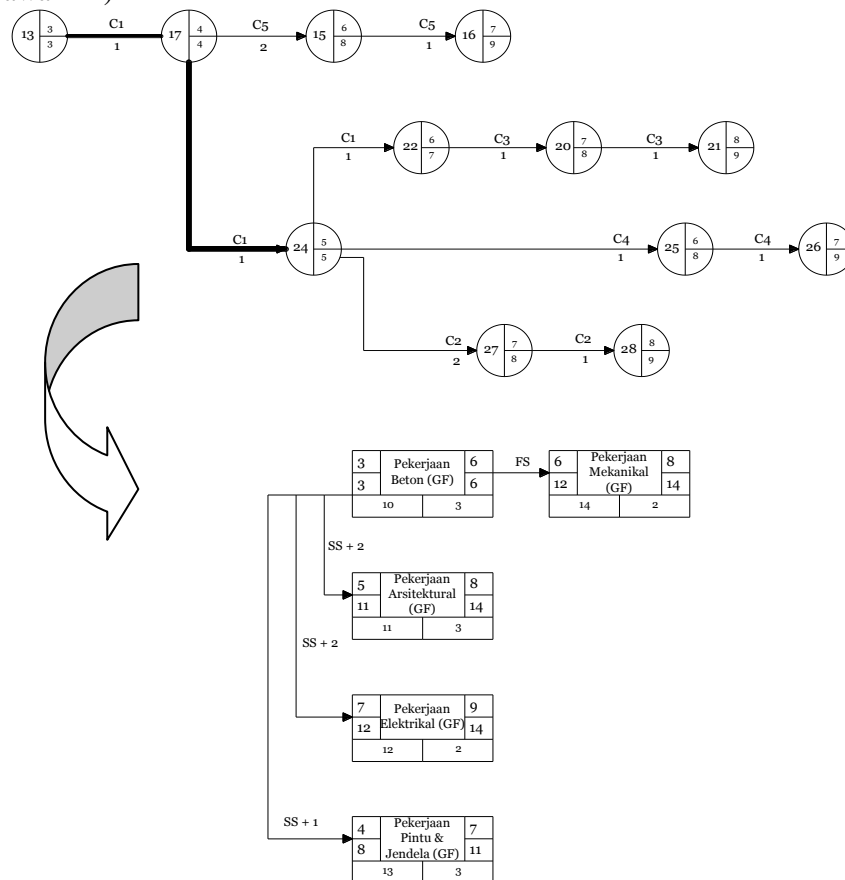 13 3 3 C1 1 17 4 4 C5 2 15 6 8 C5 1 16 7 9
C1 1 22 6 7 C3 1 20 7 8 C3 1 21 8 9
C1 1 24 5 5 C4 1 25 6 8 C4 1 26 7 9
C2 2 27 7 8 C2 1 28 8 9
3 Pekerjaan 6
3 Beton (GF) 6
10 3
FS
6 Pekerjaan 8
12 Mekanikal 14
(GF)
14 2
SS + 2
5 Pekerjaan 8
Arsitektural
11 (GF) 14
11 3
SS + 2
7 Pekerjaan 9
12 Elektrikal (GF) 14
12 2
SS + 1
4 Pekerjaan 7
Pintu &
8 Jendela (GF) 11
13 3